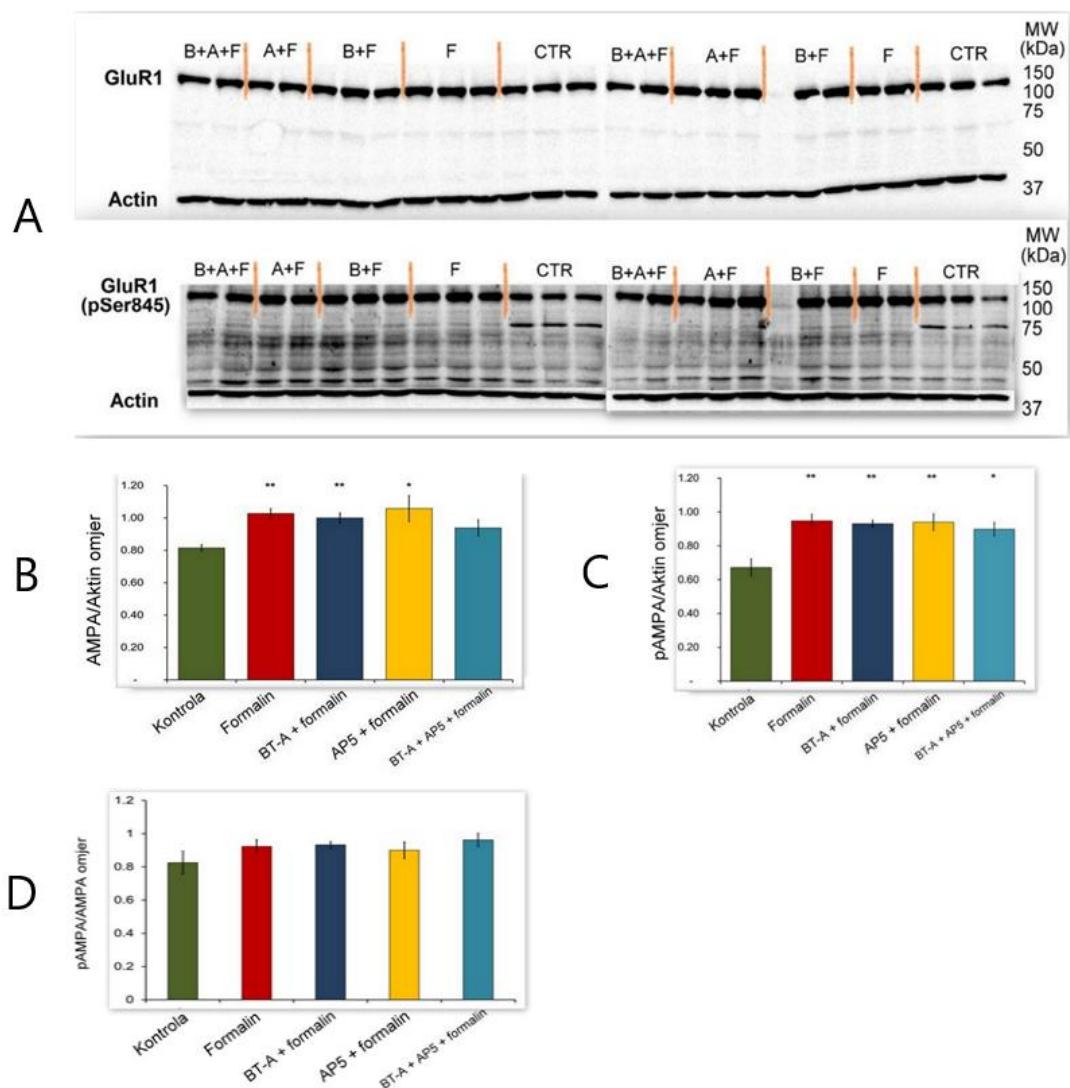 A
MW
(kDa)
B+A+F A+F B+F F CTR B+A+F A+F B+F F CTR
GluR1
150
100
75
50
37
Actin
MW
(kDa)
B+A+F A+F B+F F CTR B+A+F A+F B+F F CTR
GluR1
(pSer845)
150
100
75
50
37
Actin
B
AMPA/Aktin omjer
1.20
1.00
0.80
0.60
0.40
0.20
-
** ** *
Kontrola
Formalin
BT-A + formalin
AP5 + formalin
BT-A + AP5 + formalin
C
pAMPA/Aktin omjer
1.20
1.00
0.80
0.60
0.40
0.20
-
** ** ** *
Kontrola
Formalin
BT-A + formalin
AP5 + formalin
BT-A + AP5 + formalin
D
pAMPA/AMPA omjer
1.2
1
0.8
0.6
0.4
0.2
0
Kontrola
Formalin
BT-A + formalin
AP5 + formalin
BT-A + AP5 + formalin